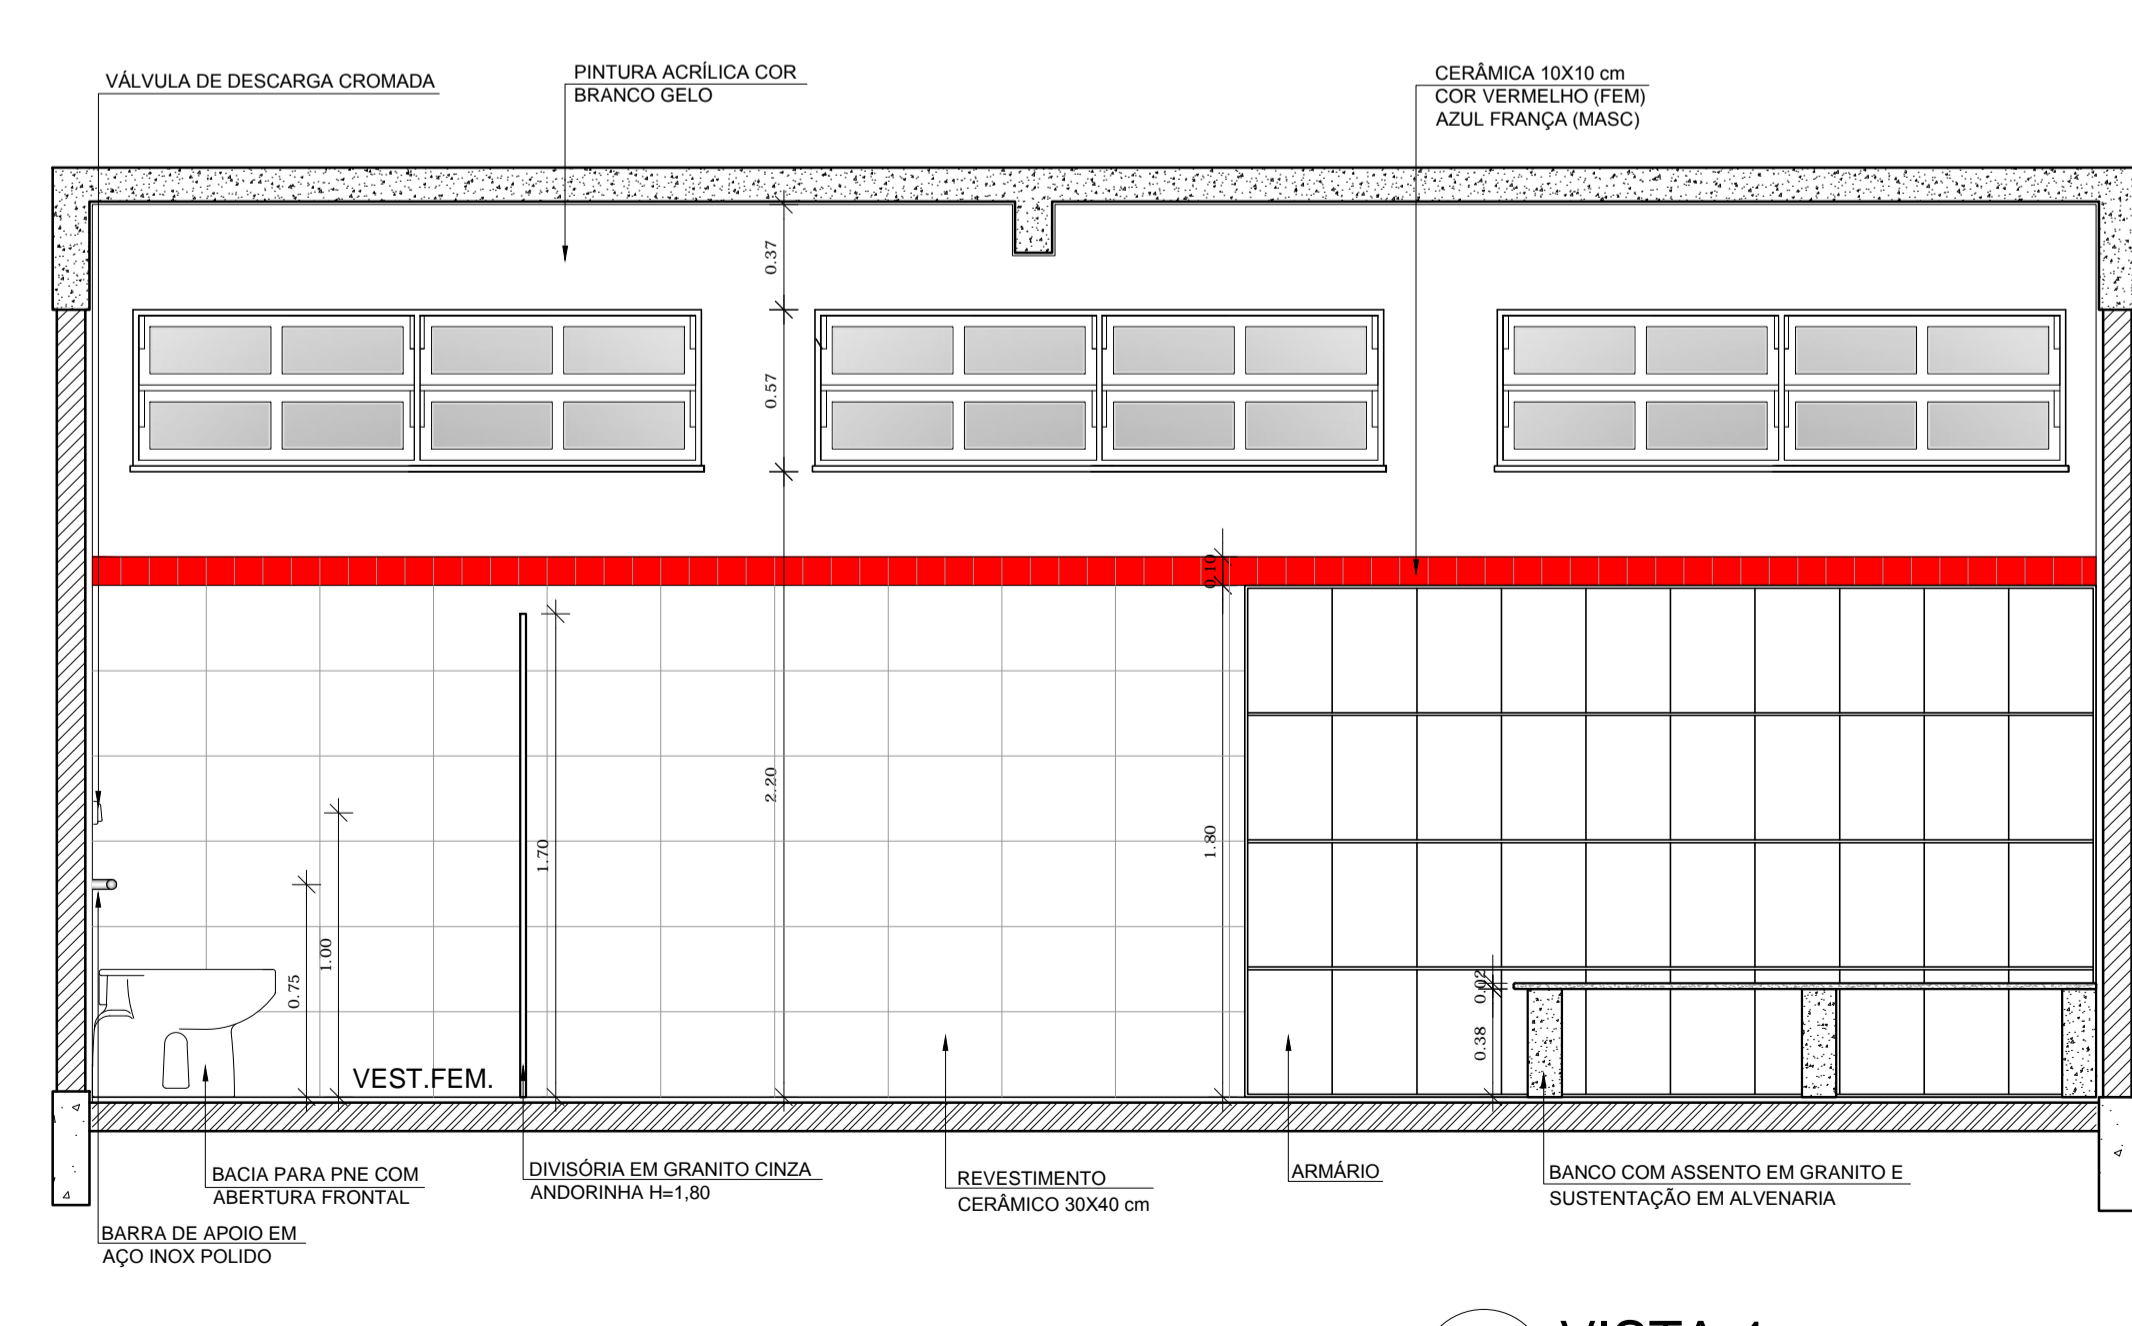 VÁLVULA DE DESCARGA CROMADA
PINTURA ACRÍLICA COR
BRANCO GELO
CERÂMICA 10X10 cm
COR VERMELHO (FEM)
AZUL FRANÇA (MASC)
0.37
0.57
0.10
2.20
1.80
1.70
1.00
0.75
0.02
0.38
VEST.FEM.
BACIA PARA PNE COM
ABERTURA FRONTAL
DIVISÓRIA EM GRANITO CINZA
ANDORINHA H=1,80
REVESTIMENTO
CERÂMICO 30X40 cm
ARMÁRIO
BANCO COM ASSENTO EM GRANITO E
SUSTENTAÇÃO EM ALVENARIA
BARRA DE APOIO EM
AÇO INOX POLIDO